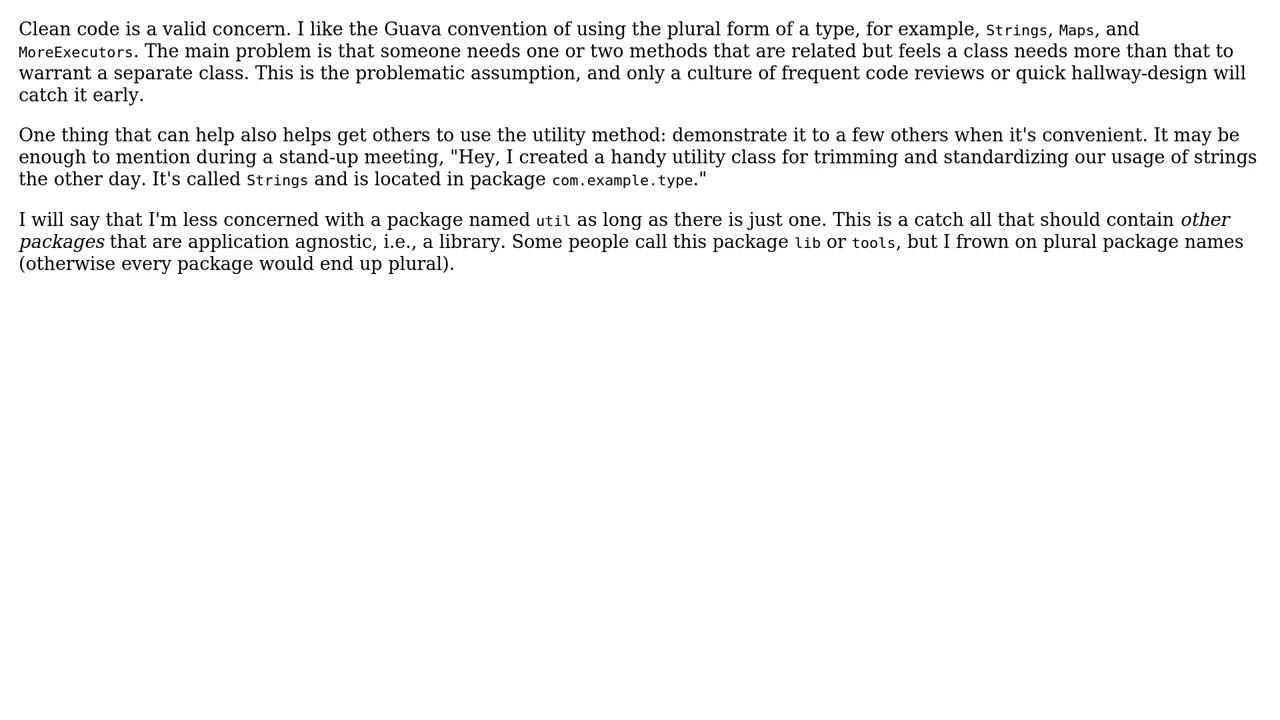 Clean code is a valid concern. I like the Guava convention of using the plural form of a type, for example, Strings, Maps, and
MoreExecutors. The main problem is that someone needs one or two methods that are related but feels a class needs more than that to
warrant a separate class. This is the problematic assumption, and only a culture of frequent code reviews or quick hallway-design will
catch it early.
One thing that can help also helps get others to use the utility method: demonstrate it to a few others when it's convenient. It may be
enough to mention during a stand-up meeting, "Hey, I created a handy utility class for trimming and standardizing our usage of strings
the other day. It's called Strings and is located in package com.example.type."
I will say that I'm less concerned with a package named util as long as there is just one. This is a catch all that should contain other
packages that are application agnostic, i.e., a library. Some people call this package lib or tools, but I frown on plural package names
(otherwise every package would end up plural).